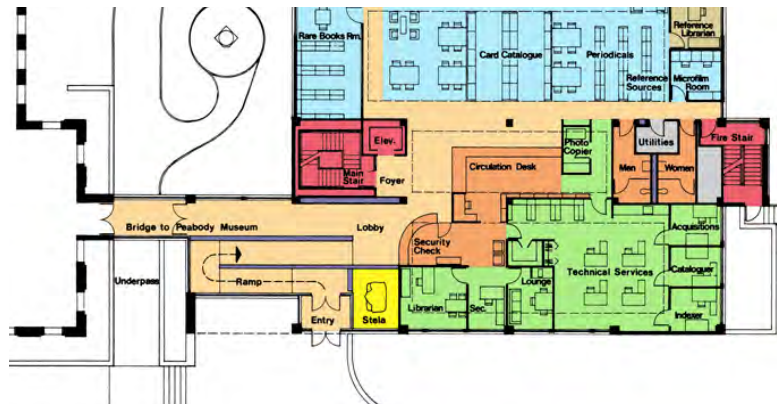 Reference
Librarian
Rare Books Rm.
Card Catalogue
Periodicals
Reference
Sources
Microfilm
Room
Elev.
Main
Stair
Foyer
Circulation Desk
Photo
Copier
Utilities
Men
Women
Fire Stair
Bridge to Peabody Museum
Lobby
Security
Check
Acquisitions
Underpass
Ramp
Technical Services
Cataloguer
Lounge
Librarian
Sec.
Indexer
Entry
Stela